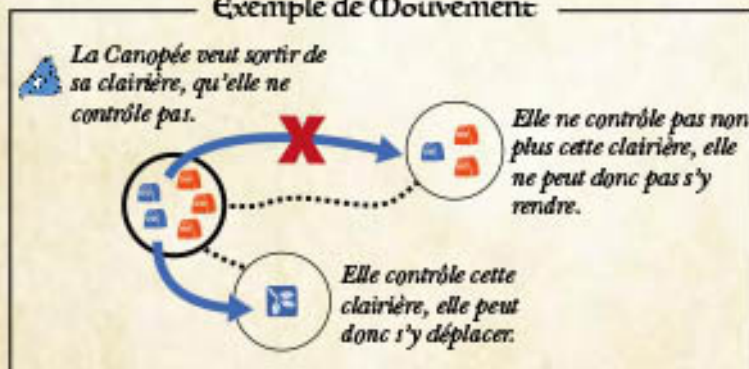 Exemple de Mouvement
La Canopée veut sortir de
sa clairière, qu'elle ne
contrôle pas.
Elle ne contrôle pas non
plus cette clairière, elle
ne peut donc pas s'y
rendre.
Elle contrôle cette
clairière, elle peut
donc s'y déplacer.